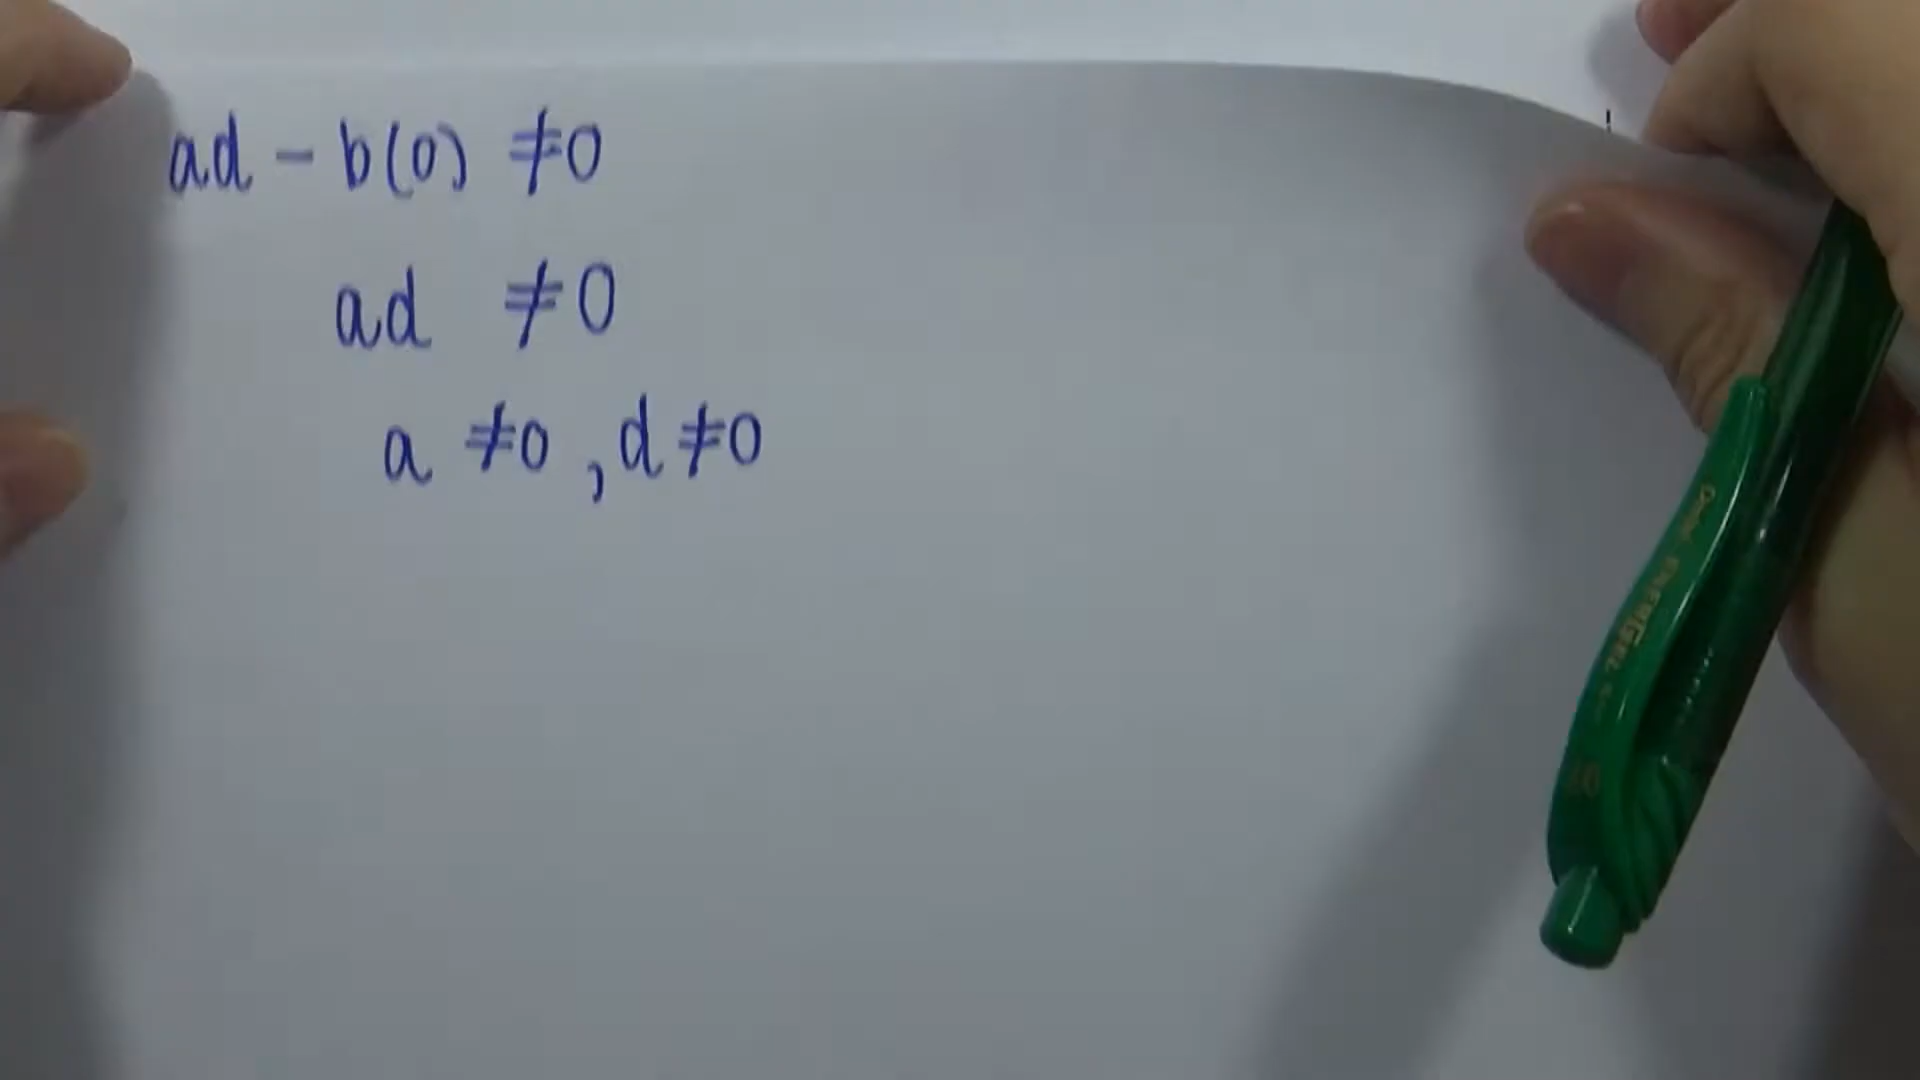 ad - b(0) ≠0
ad ≠0
a ≠0 , d ≠0